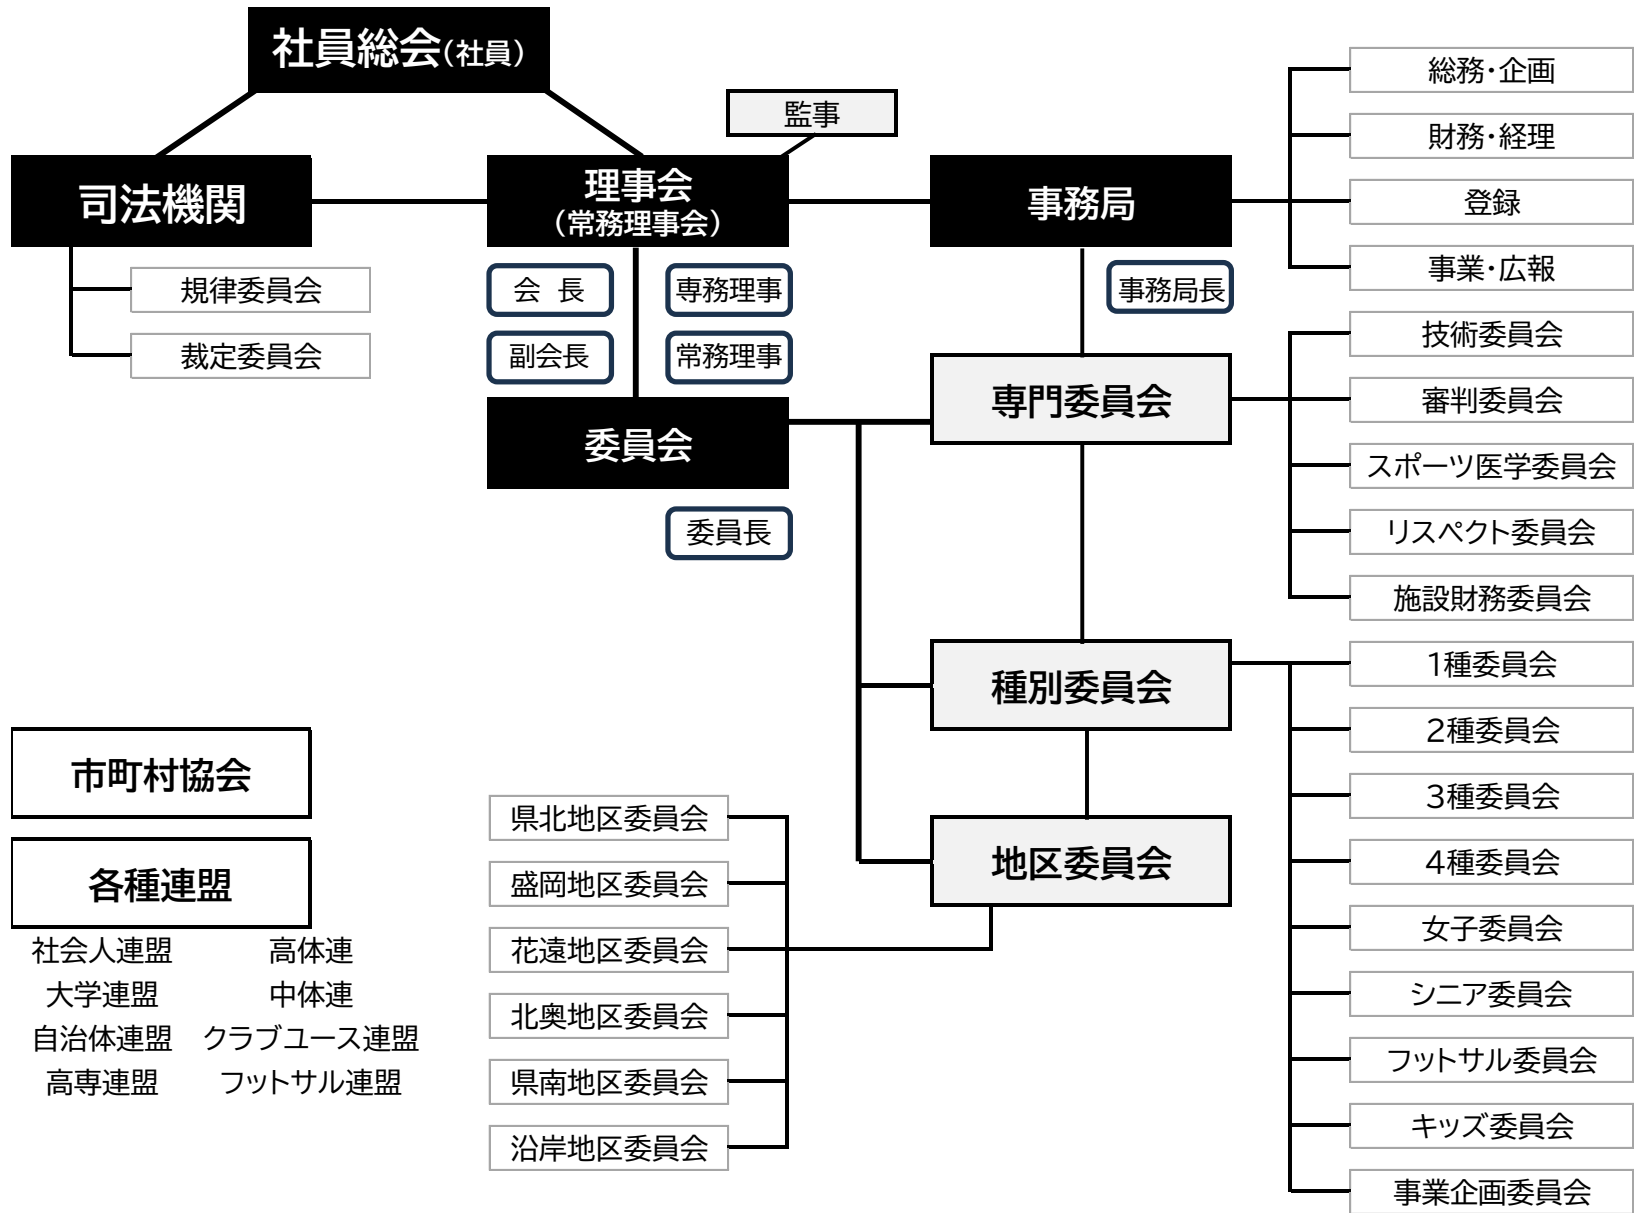 社員総会(社員)
監事
司法機関
規律委員会
裁定委員会
理事会
(常務理事会)
会　長
専務理事
副会長
常務理事
委員会
委員長
事務局
事務局長
総務・企画
財務・経理
登録
事業・広報
専門委員会
技術委員会
審判委員会
スポーツ医学委員会
リスペクト委員会
施設財務委員会
種別委員会
1種委員会
2種委員会
3種委員会
4種委員会
女子委員会
シニア委員会
フットサル委員会
キッズ委員会
事業企画委員会
地区委員会
県北地区委員会
盛岡地区委員会
花遠地区委員会
北奥地区委員会
県南地区委員会
沿岸地区委員会
市町村協会
各種連盟
社会人連盟　高体連
大学連盟　中体連
自治体連盟　クラブユース連盟
高専連盟　フットサル連盟